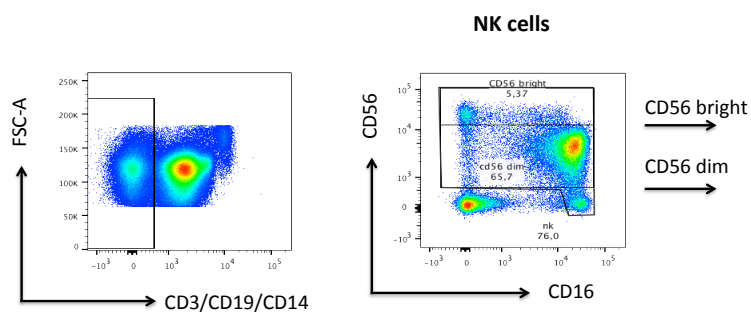 NK cells
FSC-A
250K
200K
150K
100K
50K
0
-10³ 0 10³ 10⁴ 10⁵
CD3/CD19/CD14
CD56
10⁵
10⁴
10³
0
-10³
CD56 bright
5,37
cd56 dim
65,7
nk
76,0
-10³ 0 10³ 10⁴ 10⁵
CD16
CD56 bright
CD56 dim